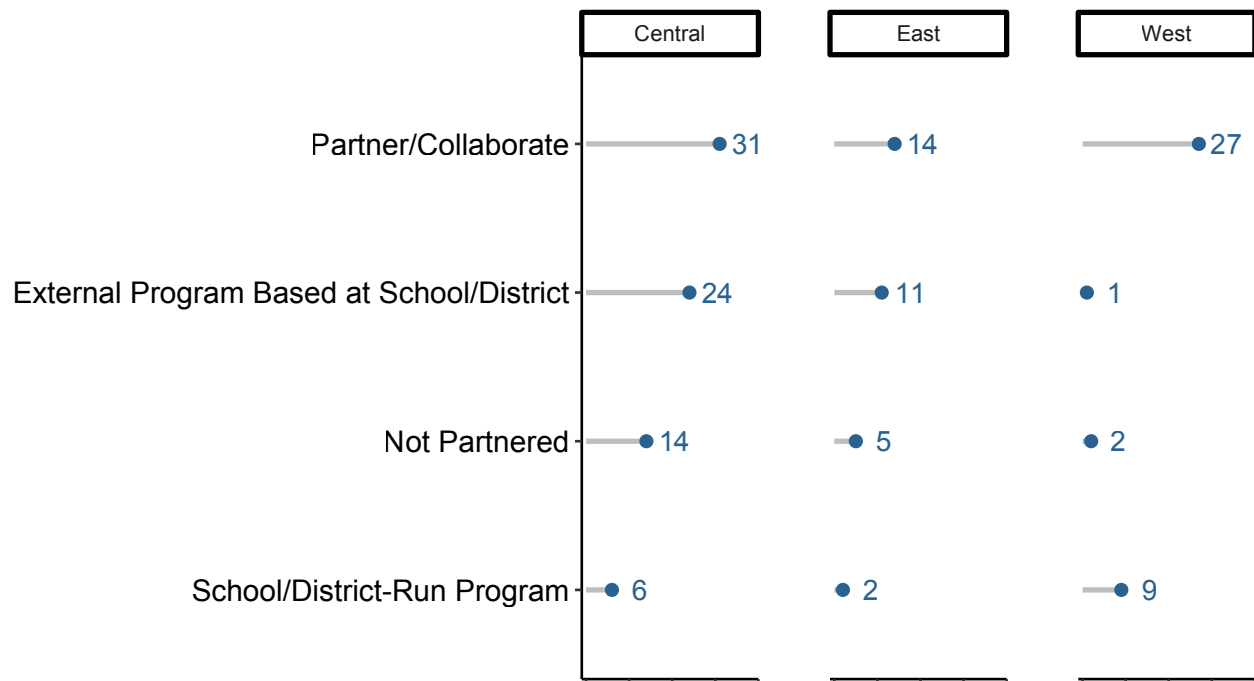 Central East West
Partner/Collaborate 31 14 27
External Program Based at School/District 24 11 1
Not Partnered 14 5 2
School/District-Run Program 6 2 9